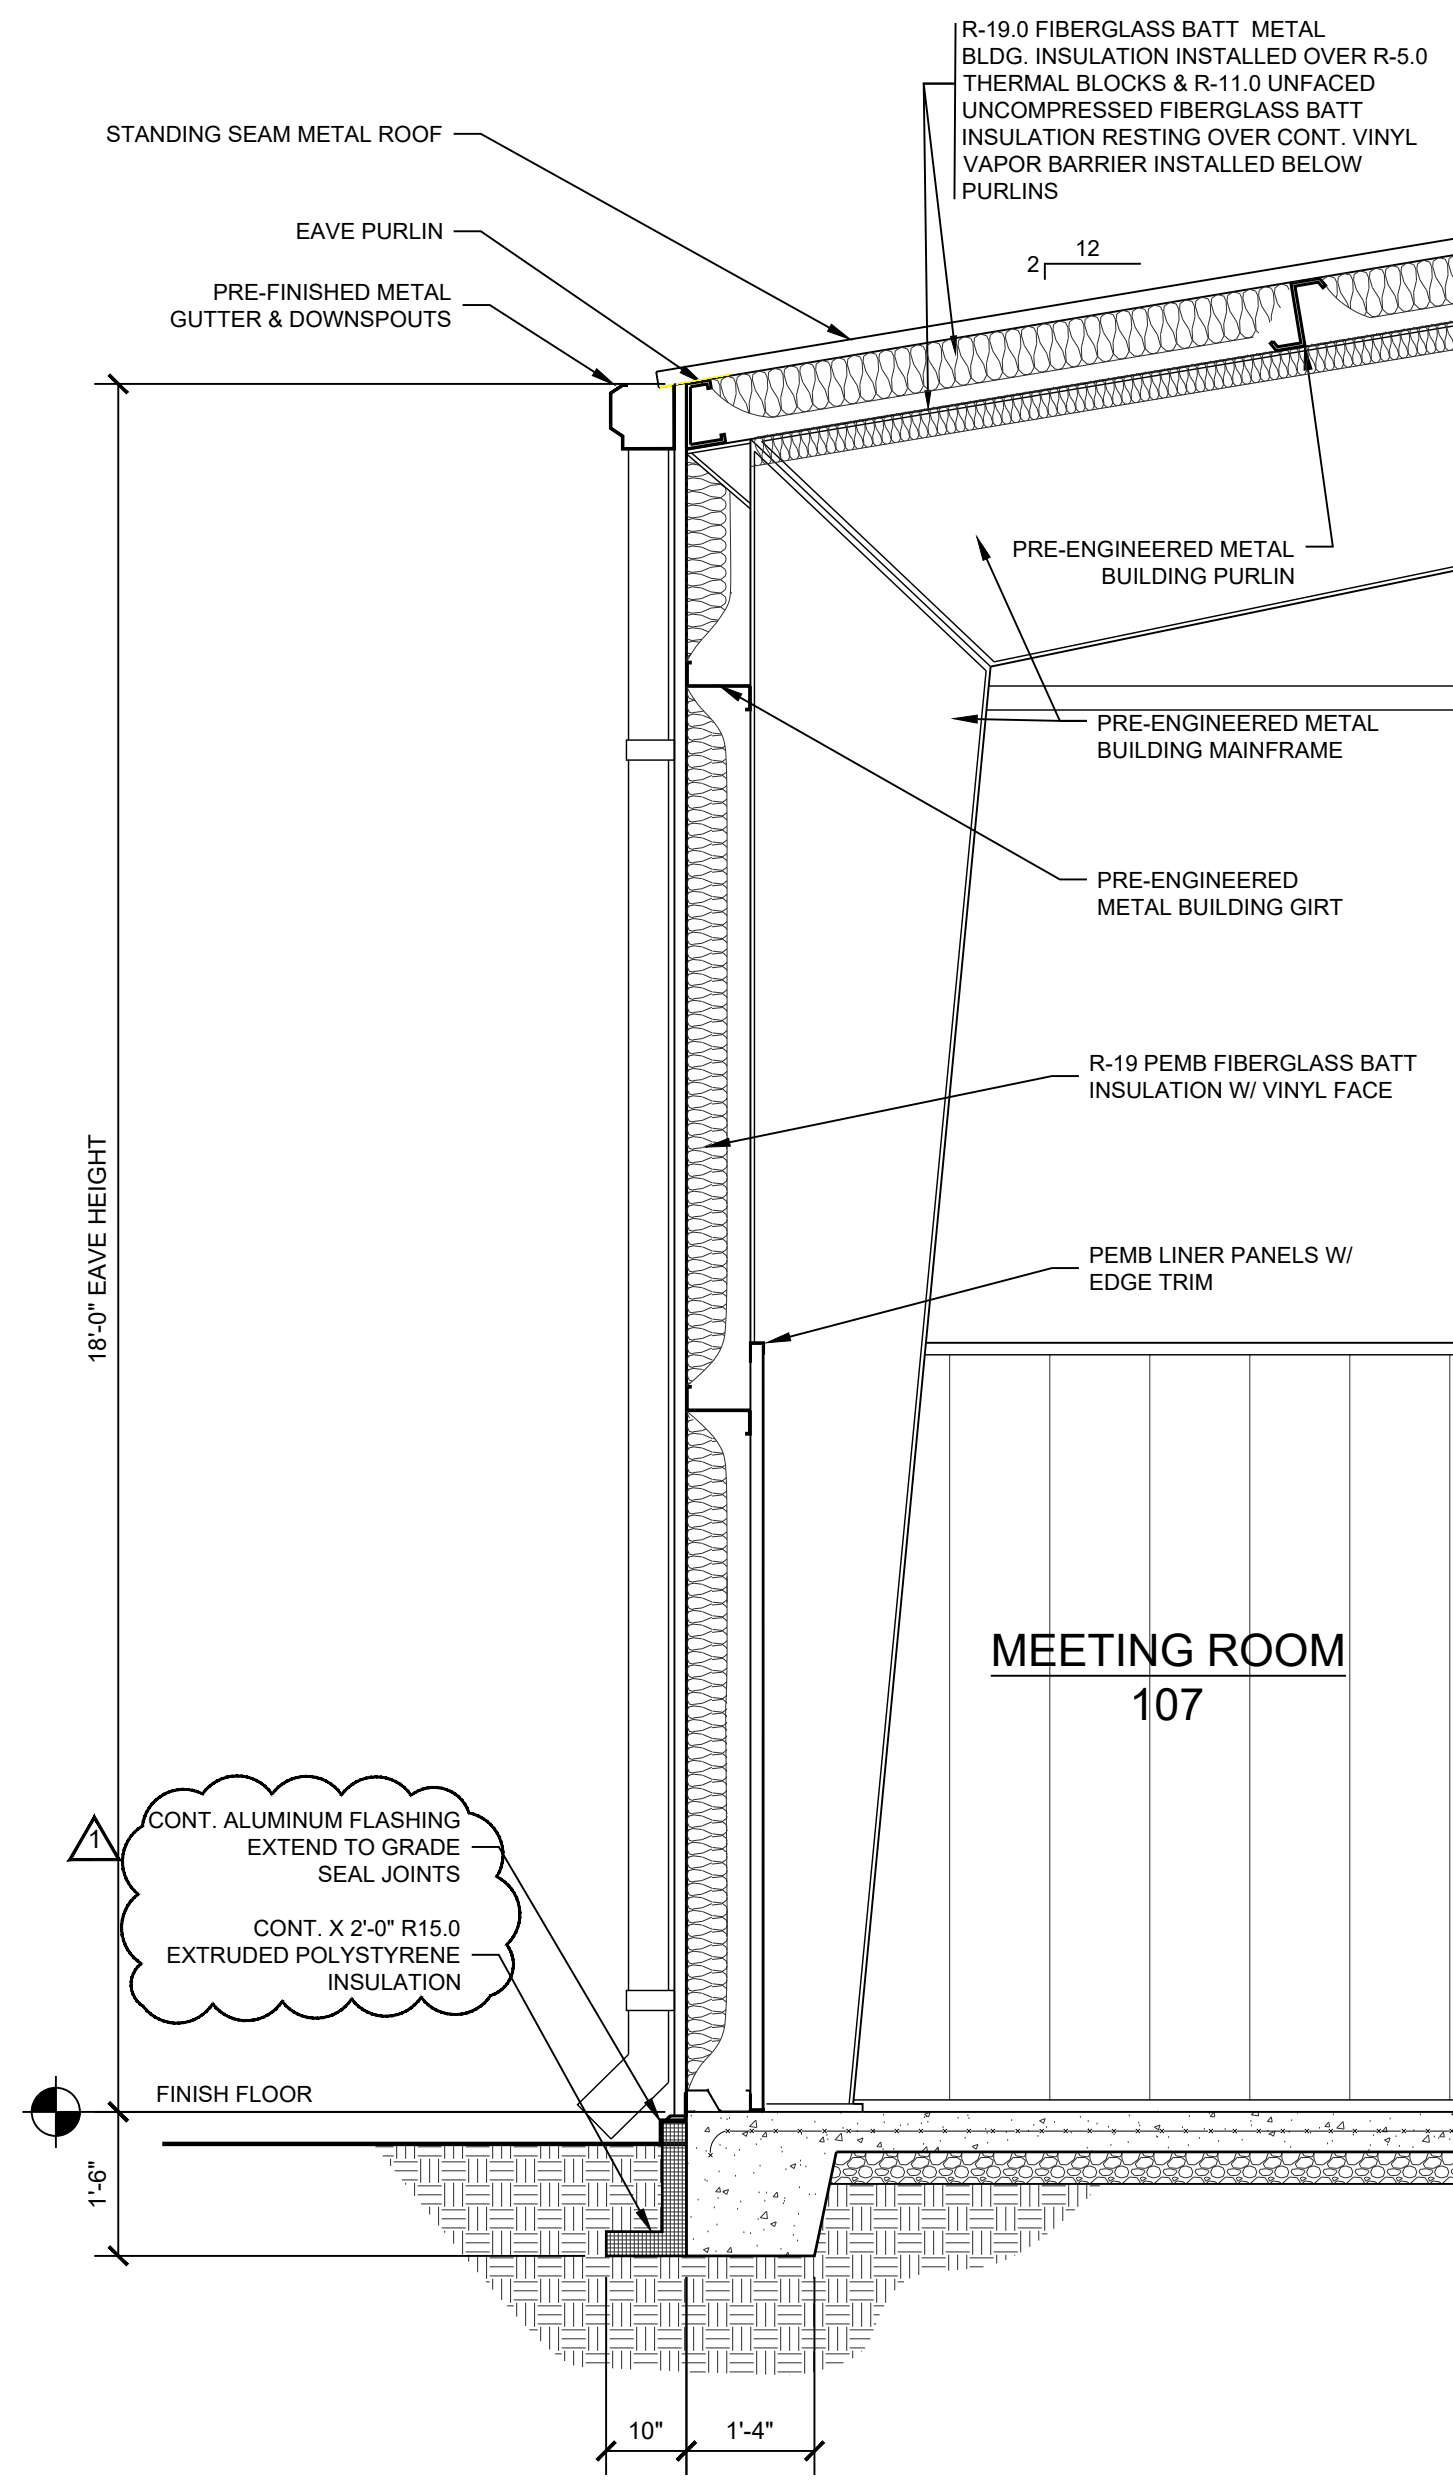 R-19.0 FIBERGLASS BATT  METAL
BLDG. INSULATION INSTALLED OVER R-5.0
THERMAL BLOCKS & R-11.0 UNFACED
UNCOMPRESSED FIBERGLASS BATT
INSULATION RESTING OVER CONT. VINYL
VAPOR BARRIER INSTALLED BELOW
PURLINS
STANDING SEAM METAL ROOF
EAVE PURLIN
12
2
PRE-FINISHED METAL
GUTTER & DOWNSPOUTS
PRE-ENGINEERED METAL
BUILDING PURLIN
PRE-ENGINEERED METAL
BUILDING MAINFRAME
PRE-ENGINEERED
METAL BUILDING GIRT
R-19 PEMB FIBERGLASS BATT
INSULATION W/ VINYL FACE
18'-0" EAVE HEIGHT
PEMB LINER PANELS W/
EDGE TRIM
MEETING ROOM
107
1
CONT. ALUMINUM FLASHING
EXTEND TO GRADE
SEAL JOINTS
CONT. X 2'-0" R15.0
EXTRUDED POLYSTYRENE
INSULATION
FINISH FLOOR
1'-6"
10"
1'-4"